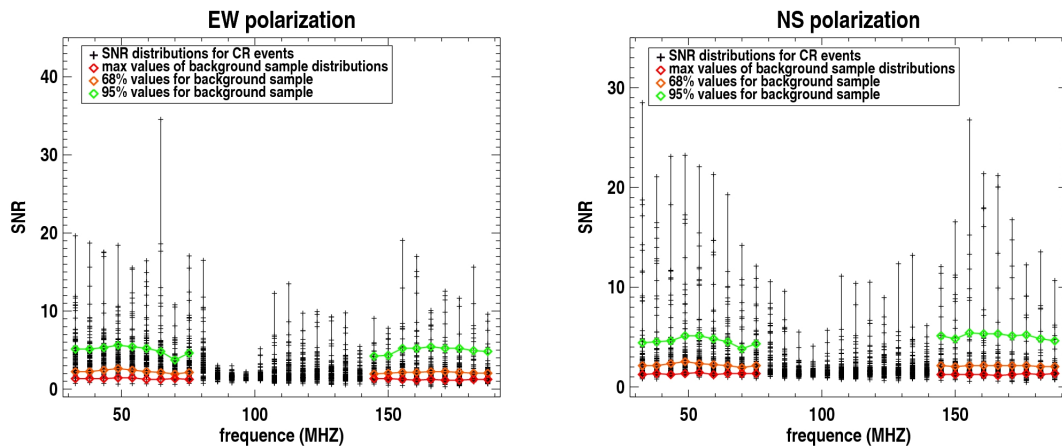 EW polarization
SNR distributions for CR events
max values of background sample distributions
68% values for background sample
95% values for background sample
SNR
40
30
20
10
0
50
100
150
frequence (MHZ)
NS polarization
SNR distributions for CR events
max values of background sample distributions
68% values for background sample
95% values for background sample
SNR
30
20
10
0
50
100
150
frequence (MHZ)